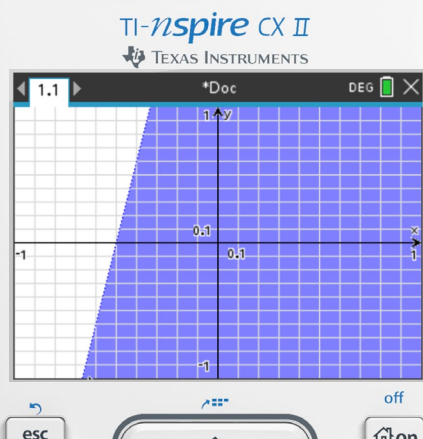 TI-nspire CX II
TEXAS INSTRUMENTS
1.1 *Doc DEG
1 y
0.1 x
-1 0.1 1
-1
off
esc on